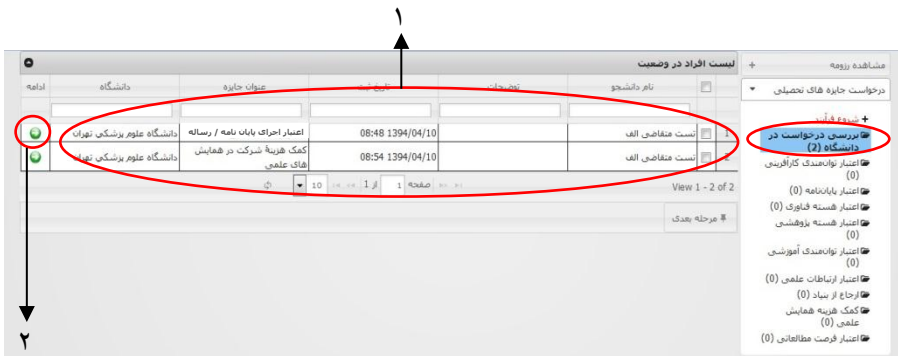 ۱
مشاهده رزومه
درخواست جایزه های تحصیلی
شروع فرآیند
بررسی درخواست در
دانشگاه (2)
اعتبار توانمندی کارآفرینی
(0)
اعتبار پایاننامه (0)
اعتبار هسته فناوری (0)
اعتبار هسته پژوهشی
(0)
اعتبار توانمندی آموزشی
(0)
اعتبار ارتباطات علمی (0)
ارجاع از بنیاد (0)
کمک هزینه همایش
علمی (0)
اعتبار فرصت مطالعاتی (0)
لیست افراد در وضعیت
نام دانشجو توضیحات تاریخ ثبت عنوان جایزه دانشگاه ادامه
1 تست متقاضی الف 1394/04/10 08:48 اعتبار اجرای پایان نامه / رساله دانشگاه علوم پزشکی تهران
2 تست متقاضی الف 1394/04/10 08:54 کمک هزینهٔ شرکت در همایش دانشگاه علوم پزشکی تهران
های علمی
View 1 - 2 of 2 صفحه 1 از 1 10
مرحله بعدی
۲